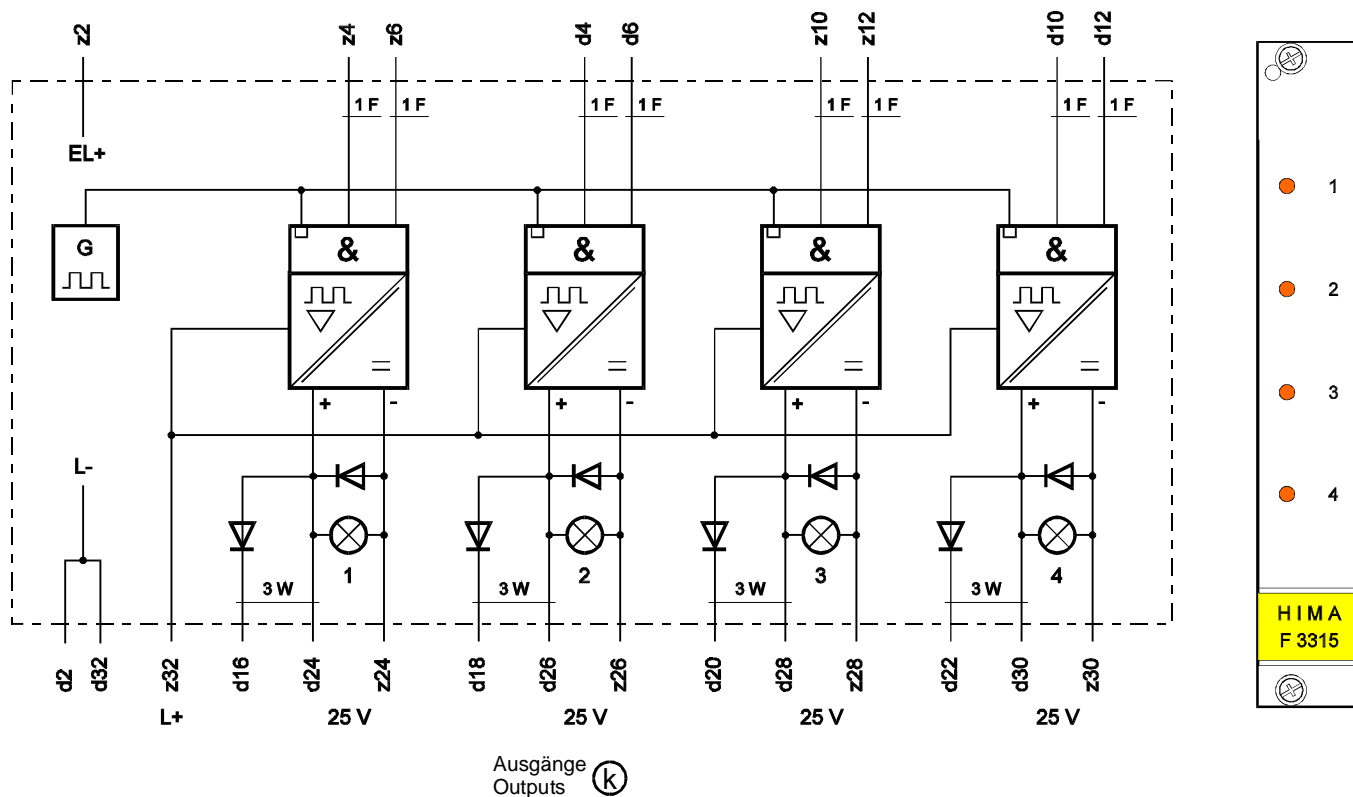 z2 z4 z6 d4 d6 z10 z12 d10 d12
1 F 1 F 1 F 1 F 1 F 1 F 1 F 1 F
EL+
G & & & &
+ - + - + - + -
L-
1 2 3 4
3 W 3 W 3 W 3 W
d2 d32 z32 d16 d24 z24 d18 d26 z26 d20 d28 z28 d22 d30 z30
L+ 25 V 25 V 25 V 25 V
Ausgänge
Outputs
k
1
2
3
4
HIMA
F 3315